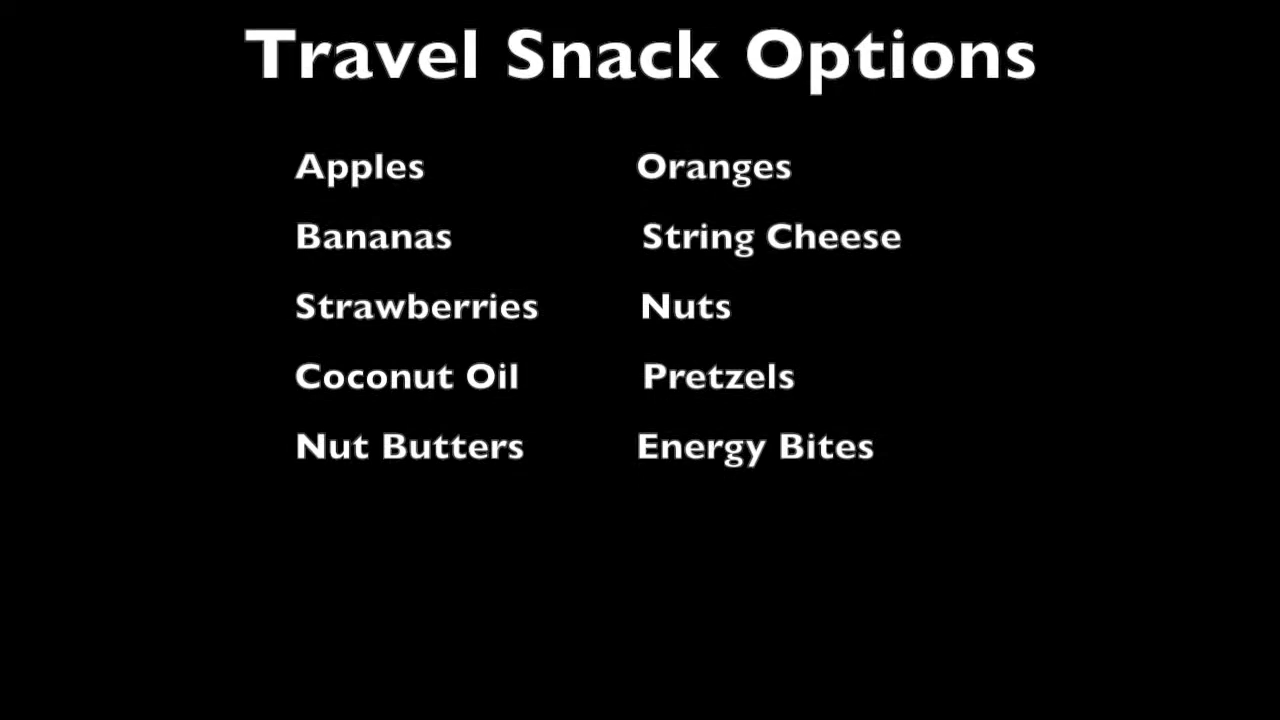 Travel Snack Options
Apples
Bananas
Strawberries
Coconut Oil
Nut Butters
Oranges
String Cheese
Nuts
Pretzels
Energy Bites